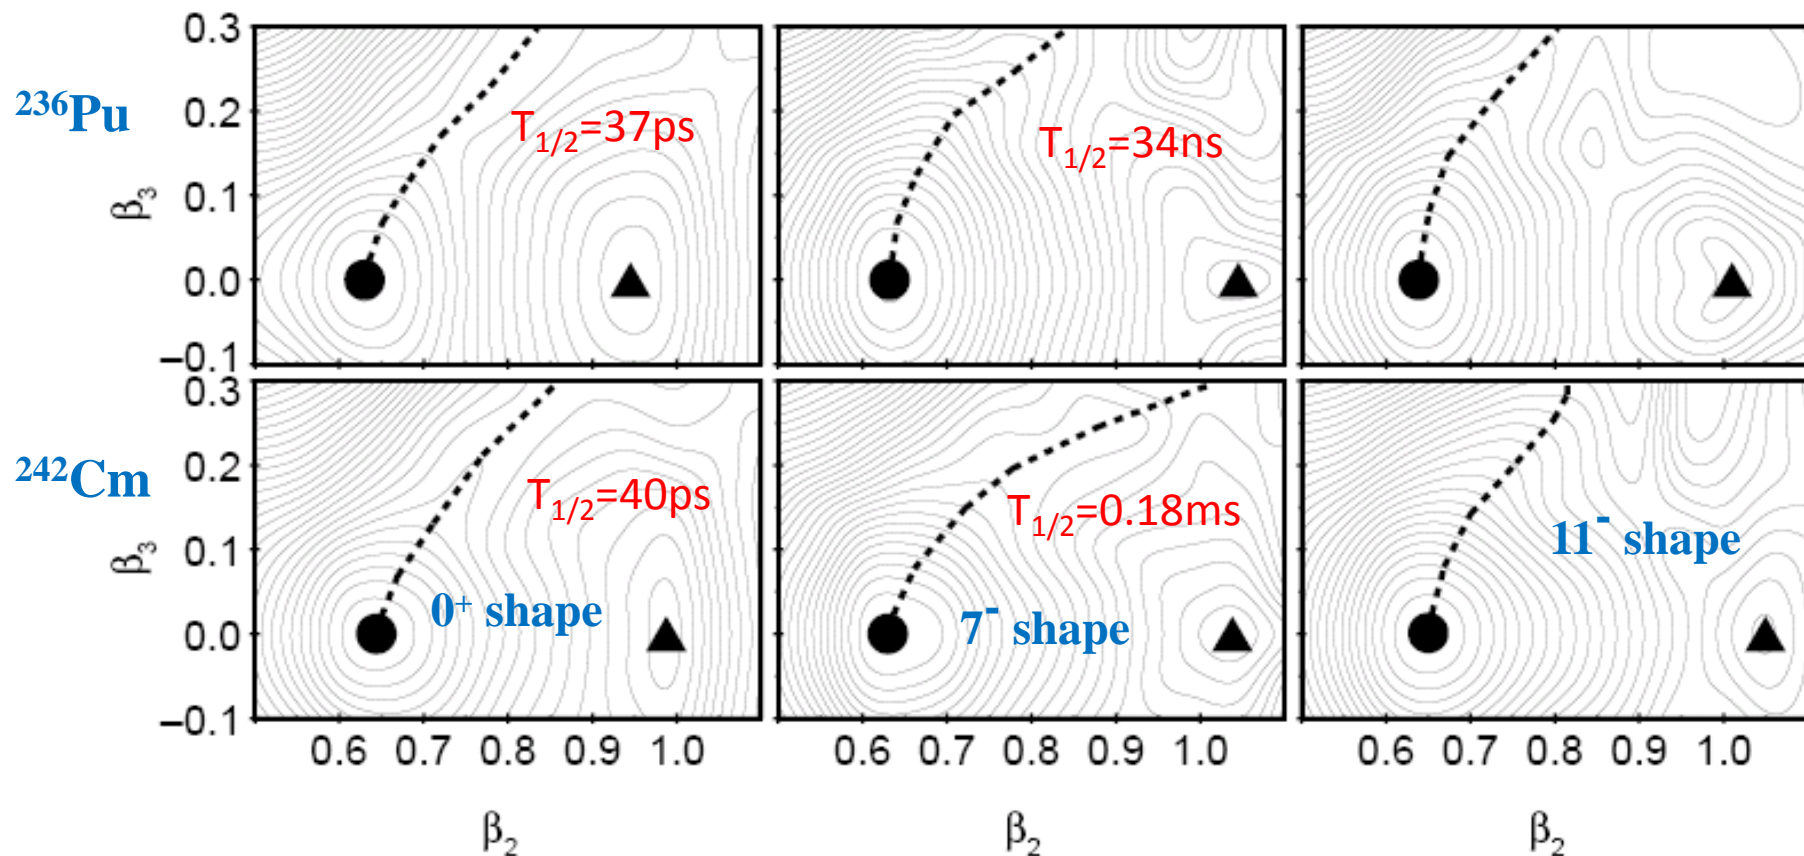 ²³⁶Pu
β₃
0.3
0.2
0.1
0.0
−0.1
T₁/₂=37ps
T₁/₂=34ns
²⁴²Cm
β₃
0.3
0.2
0.1
0.0
−0.1
T₁/₂=40ps
0⁺ shape
T₁/₂=0.18ms
7⁻ shape
11⁻ shape
0.6 0.7 0.8 0.9 1.0
0.6 0.7 0.8 0.9 1.0
0.6 0.7 0.8 0.9 1.0
β₂
β₂
β₂